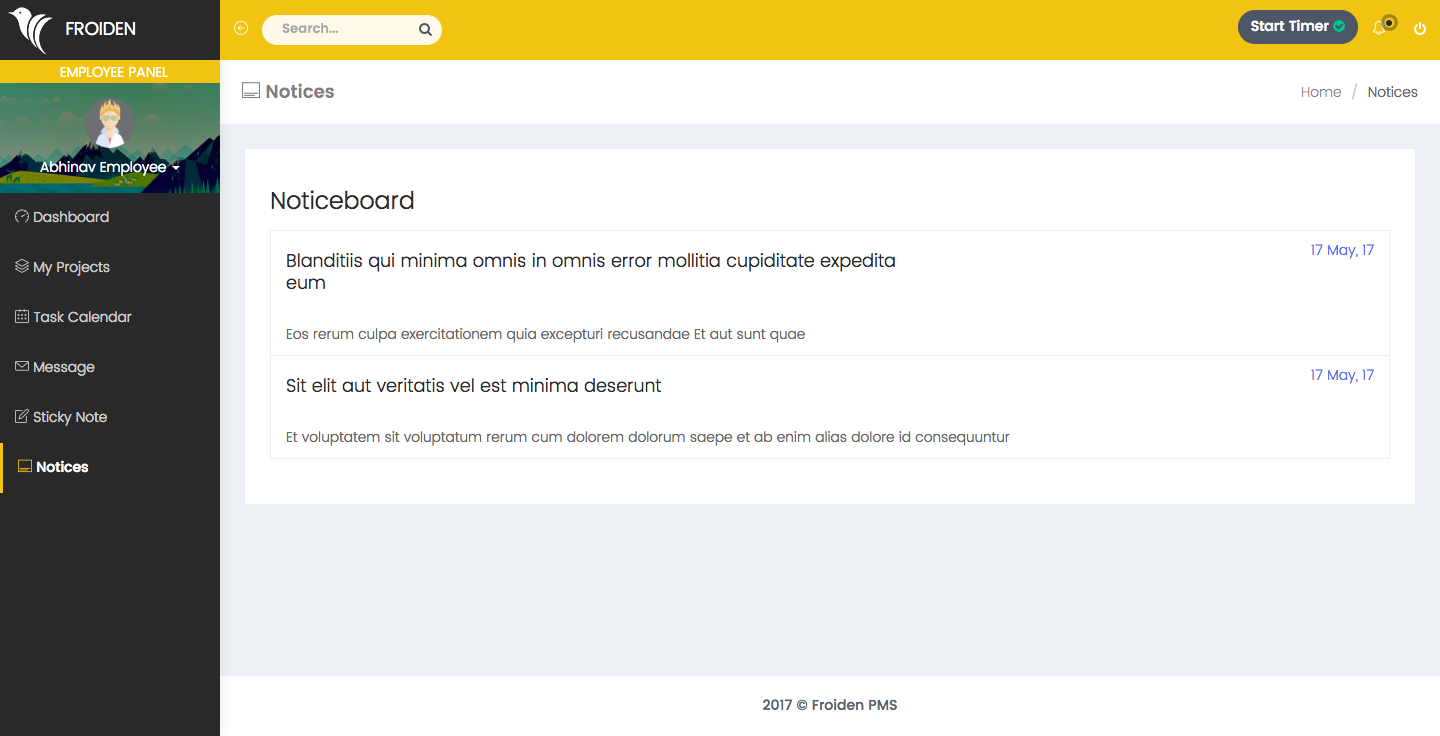 FROIDEN
Search...
Start Timer
EMPLOYEE PANEL
Notices
Home / Notices
Abhinav Employee
Dashboard
My Projects
Task Calendar
Message
Sticky Note
Notices
Noticeboard
Blanditiis qui minima omnis in omnis error mollitia cupiditate expedita
eum
17 May, 17
Eos rerum culpa exercitationem quia excepturi recusandae Et aut sunt quae
Sit elit aut veritatis vel est minima deserunt
17 May, 17
Et voluptatem sit voluptatum rerum cum dolorem dolorum saepe et ab enim alias dolore id consequuntur
2017 © Froiden PMS